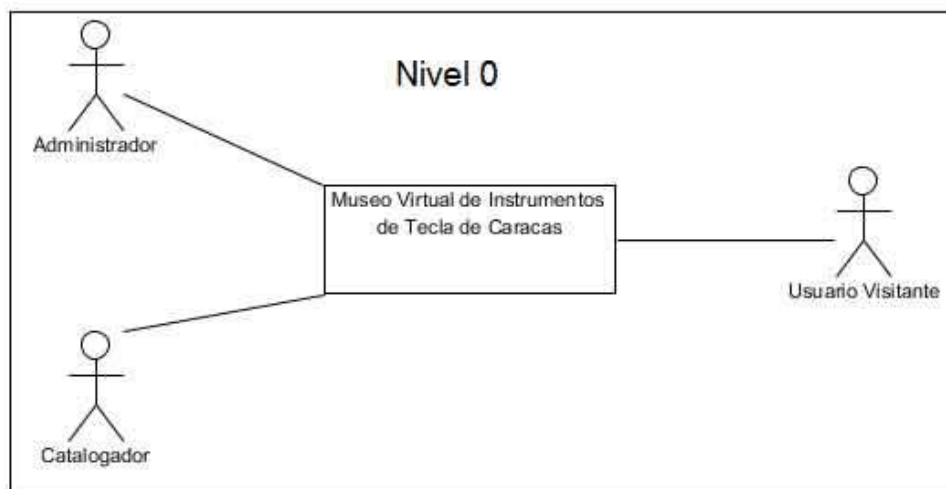 Nivel 0
Administrador
Museo Virtual de Instrumentos
de Tecla de Caracas
Usuario Visitante
Catalogador